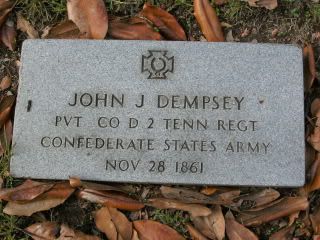 JOHN J DEMPSEY
PVT CO D 2 TENN REGT
CONFEDERATE STATES ARMY
NOV 28 1861